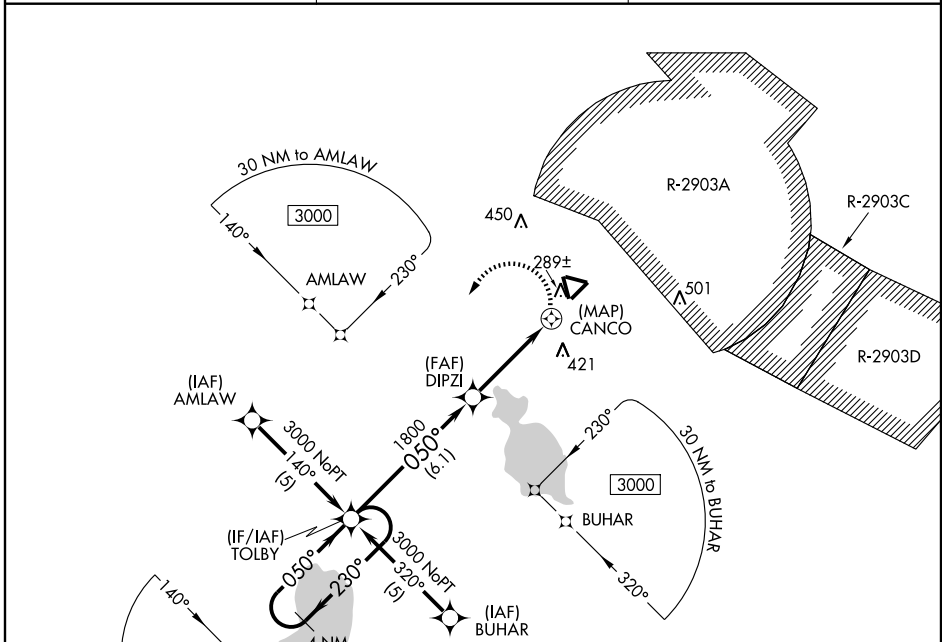 30 NM to AMLAW
3000
140°
230°
AMLAW
450
289±
(MAP)
CANCO
421
501
R-2903A
R-2903C
R-2903D
(FAF)
DIPZI
(IAF)
AMLAW
3000 NoPT
140°
(5)
1800
050°
(6.1)
(IF/IAF)
TOLBY
050°
230°
3000 NoPT
320°
(5)
(IAF)
BUHAR
230°
3000
30 NM to BUHAR
BUHAR
320°
140°
4 NM